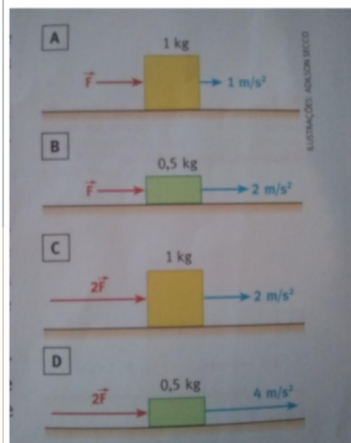 A
1 kg
F
1 m/s²
ILUSTRAÇÕES: ADILSON SECCO
B
0,5 kg
F
2 m/s²
C
1 kg
2F
2 m/s²
D
0,5 kg
2F
4 m/s²